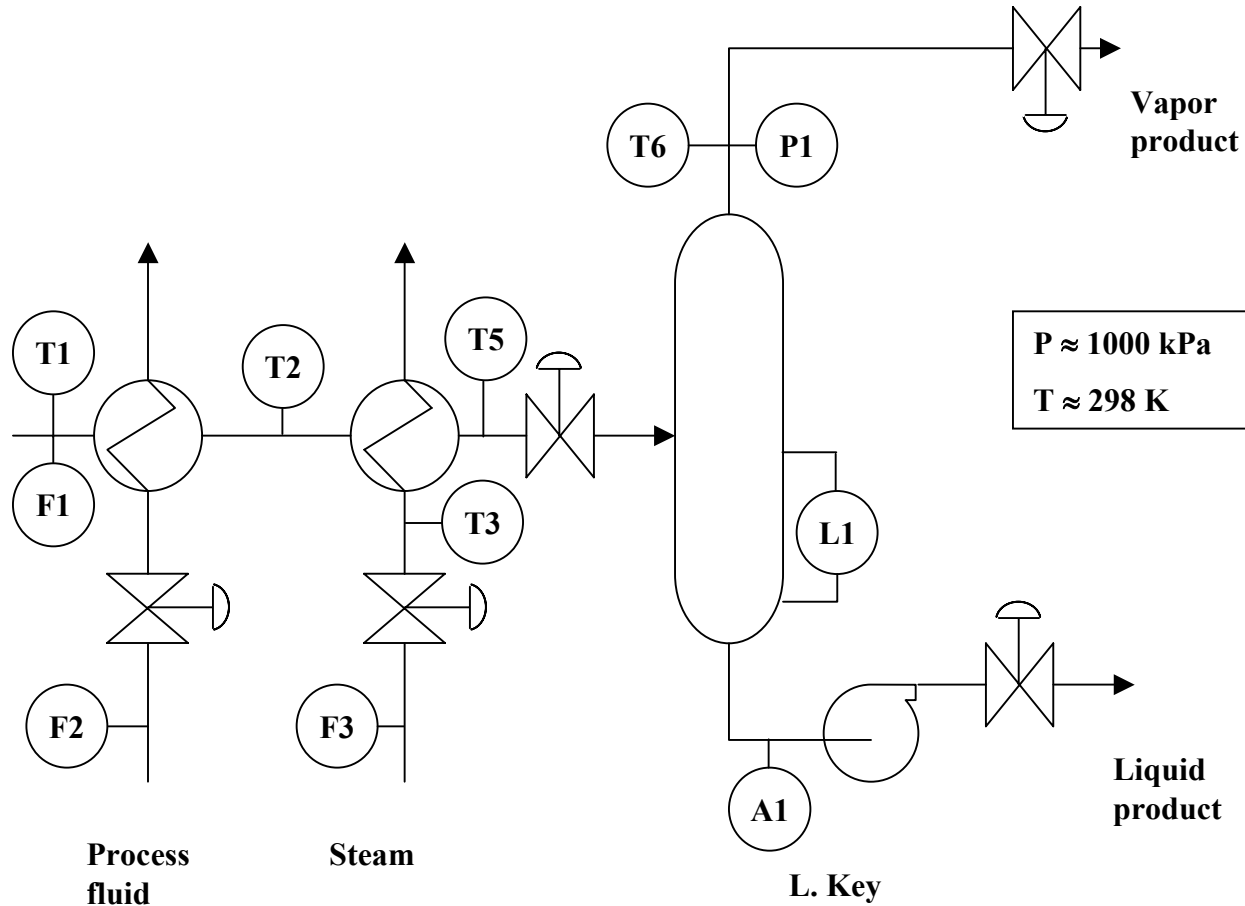 Vapor
product
T6
P1
T1
T2
T5
P ≈ 1000 kPa
T ≈ 298 K
F1
T3
L1
F2
F3
A1
Liquid
product
Process
fluid
Steam
L. Key